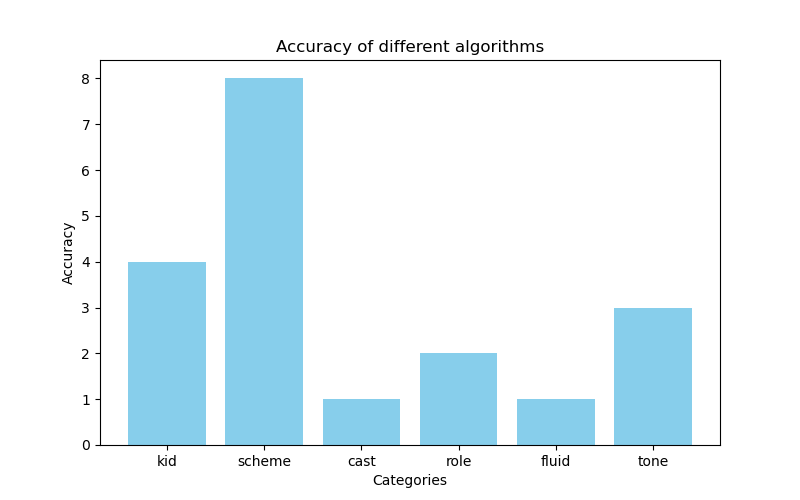 Accuracy of different algorithms
Accuracy
8
7
6
5
4
3
2
1
0
kid scheme cast role fluid tone
Categories